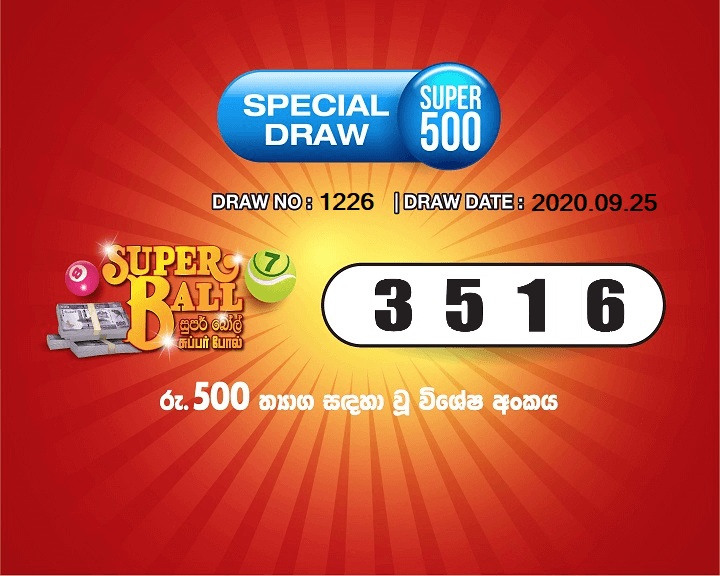 SPECIAL
DRAW
SUPER
500
DRAW NO : 1226 | DRAW DATE : 2020.09.25
SUPER
BALL
සුපර් බෝල්
சுப்பர் போல்
7
3 5 1 6
රු. 500 ත්‍යාග සඳහා වූ විශේෂ අංකය